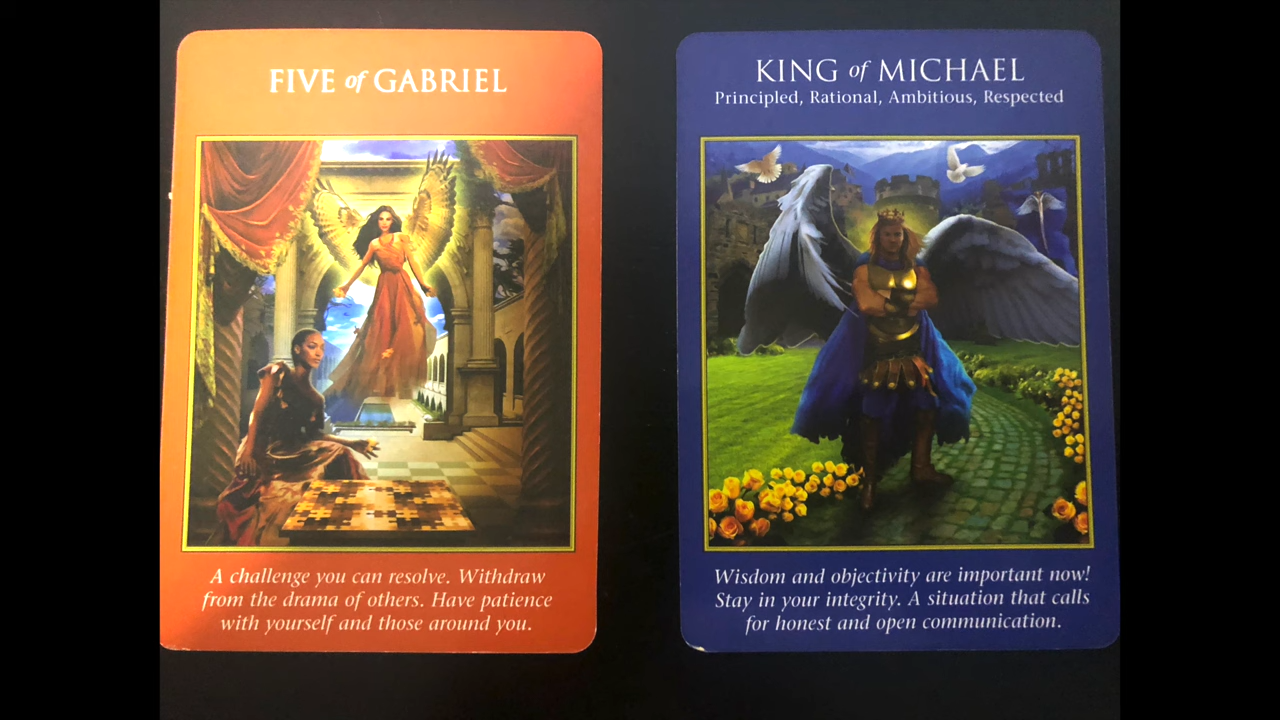 FIVE of GABRIEL
A challenge you can resolve. Withdraw
from the drama of others. Have patience
with yourself and those around you.
KING of MICHAEL
Principled, Rational, Ambitious, Respected
Wisdom and objectivity are important now!
Stay in your integrity. A situation that calls
for honest and open communication.